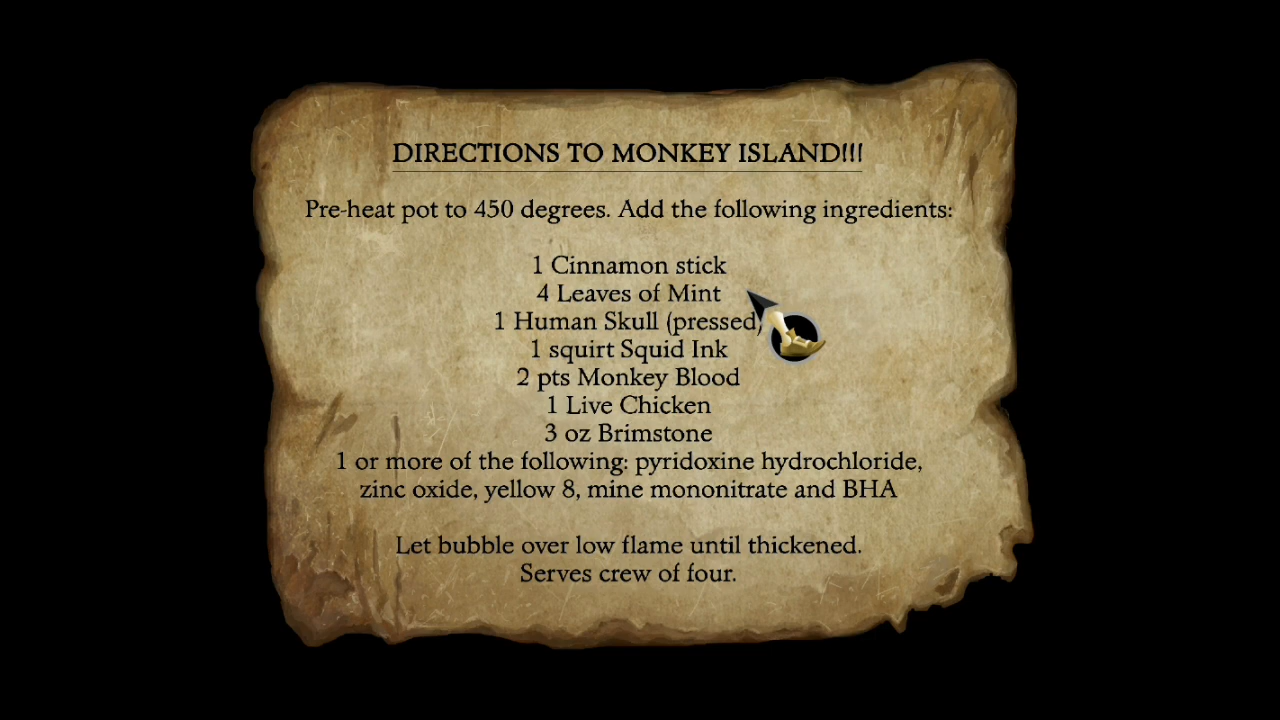 DIRECTIONS TO MONKEY ISLAND!!!
Pre-heat pot to 450 degrees. Add the following ingredients:
1 Cinnamon stick
4 Leaves of Mint
1 Human Skull (pressed)
1 squirt Squid Ink
2 pts Monkey Blood
1 Live Chicken
3 oz Brimstone
1 or more of the following: pyridoxine hydrochloride,
zinc oxide, yellow 8, mine mononitrate and BHA
Let bubble over low flame until thickened.
Serves crew of four.